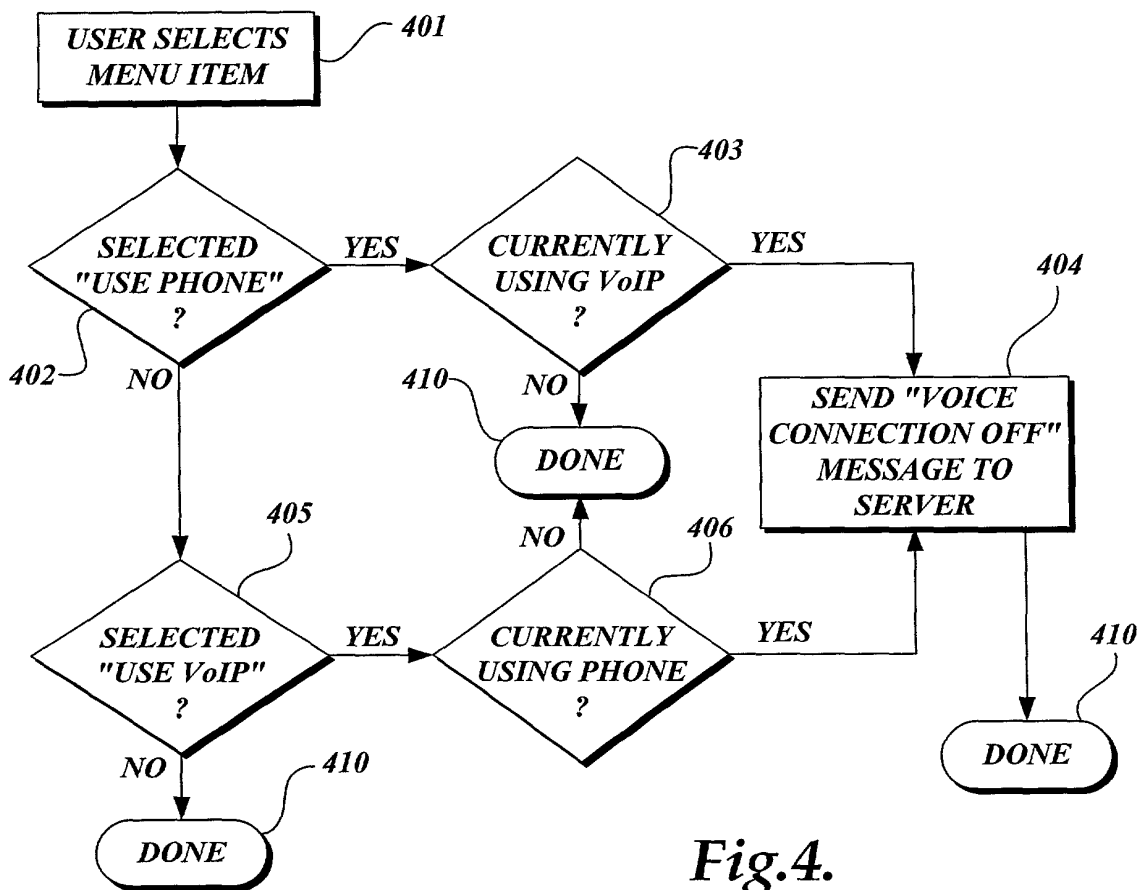 USER SELECTS
MENU ITEM
401
SELECTED
"USE PHONE"
?
402
YES
NO
CURRENTLY
USING VoIP
?
403
YES
NO
410
DONE
404
SEND "VOICE
CONNECTION OFF"
MESSAGE TO
SERVER
405
SELECTED
"USE VoIP"
?
YES
NO
406
NO
CURRENTLY
USING PHONE
?
YES
410
DONE
410
DONE
Fig.4.